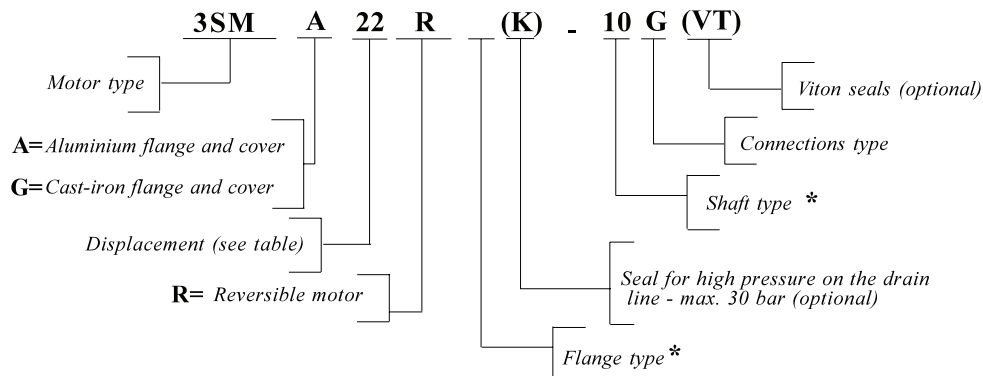 3SM A 22 R (K) - 10 G (VT)
Motor type
Viton seals (optional)
A= Aluminium flange and cover
Connections type
G= Cast-iron flange and cover
Shaft type *
Displacement (see table)
Seal for high pressure on the drain
line - max. 30 bar (optional)
R= Reversible motor
Flange type *